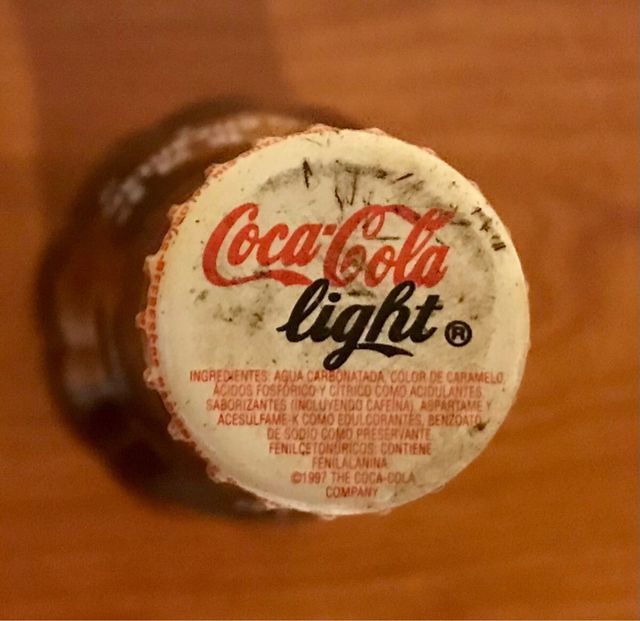 Coca-Cola
light ®
INGREDIENTES: AGUA CARBONATADA, COLOR DE CARAMELO,
ÁCIDOS FOSFÓRICO Y CÍTRICO COMO ACIDULANTES,
SABORIZANTES (INCLUYENDO CAFEÍNA), ASPARTAME Y
ACESULFAME-K COMO EDULCORANTES, BENZOATO
DE SODIO COMO PRESERVANTE
FENILCETONÚRICOS: CONTIENE
FENILALANINA
©1997 THE COCA-COLA
COMPANY